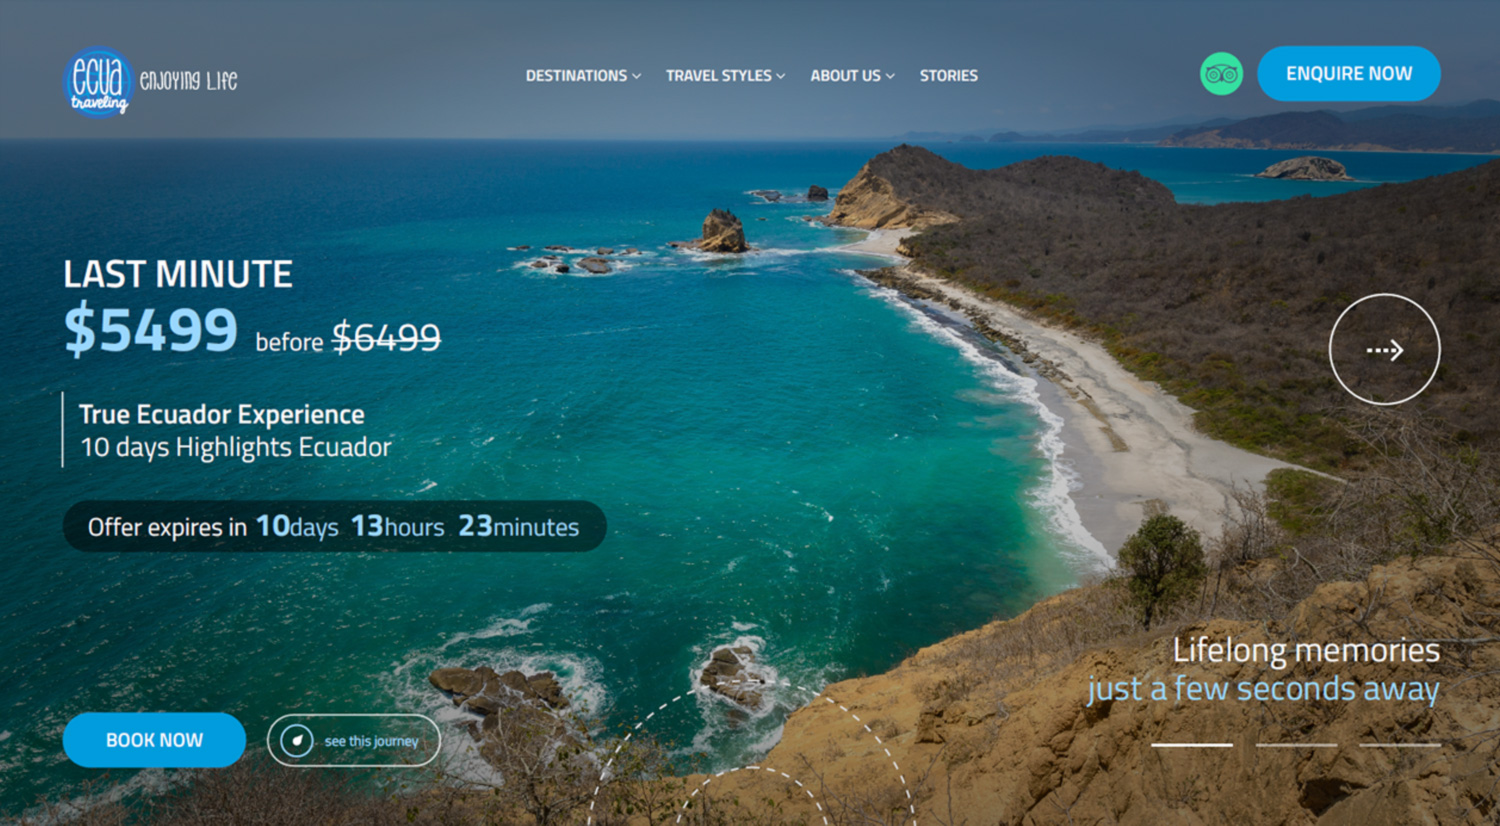 ecua
traveling
enjoying Life
DESTINATIONS
TRAVEL STYLES
ABOUT US
STORIES
ENQUIRE NOW
LAST MINUTE
$5499 before $6499
True Ecuador Experience
10 days Highlights Ecuador
Offer expires in 10days 13hours 23minutes
Lifelong memories
just a few seconds away
BOOK NOW
see this journey